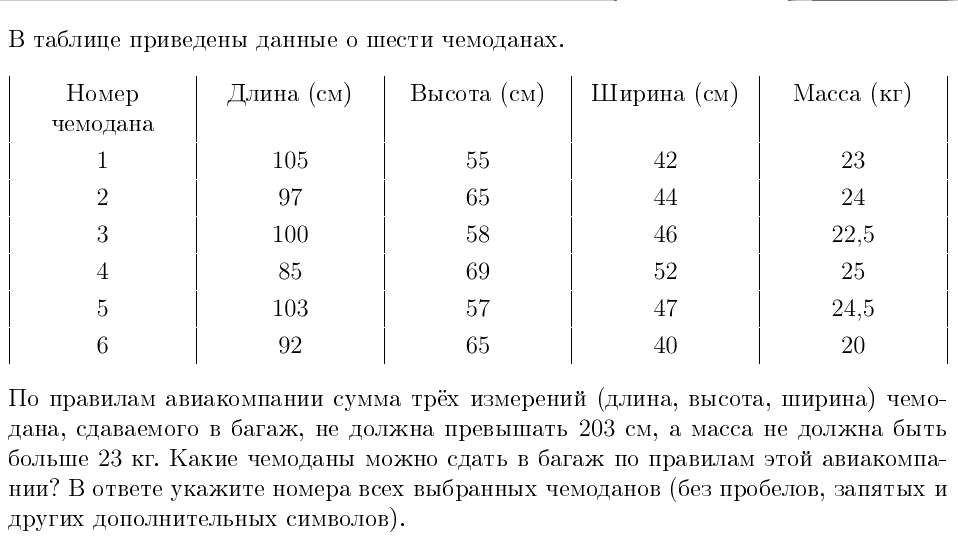 В таблице приведены данные о шести чемоданах.
Номер чемодана Длина (см) Высота (см) Ширина (см) Масса (кг)
1 105 55 42 23
2 97 65 44 24
3 100 58 46 22,5
4 85 69 52 25
5 103 57 47 24,5
6 92 65 40 20
По правилам авиакомпании сумма трёх измерений (длина, высота, ширина) чемо-
дана, сдаваемого в багаж, не должна превышать 203 см, а масса не должна быть
больше 23 кг. Какие чемоданы можно сдать в багаж по правилам этой авиакомпа-
нии? В ответе укажите номера всех выбранных чемоданов (без пробелов, запятых и
других дополнительных символов).